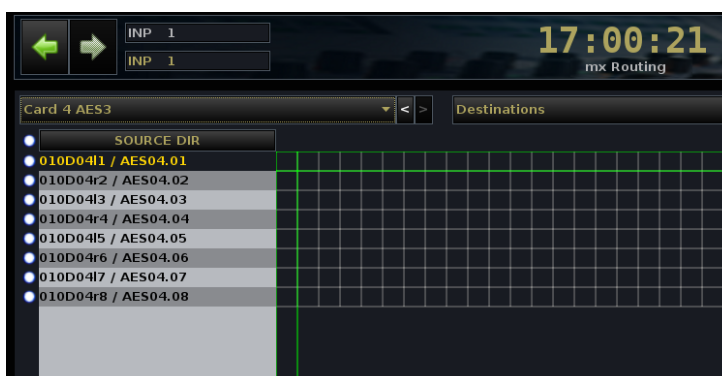 INP 1
INP 1
17:00:21
mx Routing
Card 4 AES3
< >
Destinations
SOURCE DIR
010D04l1 / AES04.01
010D04r2 / AES04.02
010D04l3 / AES04.03
010D04r4 / AES04.04
010D04l5 / AES04.05
010D04r6 / AES04.06
010D04l7 / AES04.07
010D04r8 / AES04.08